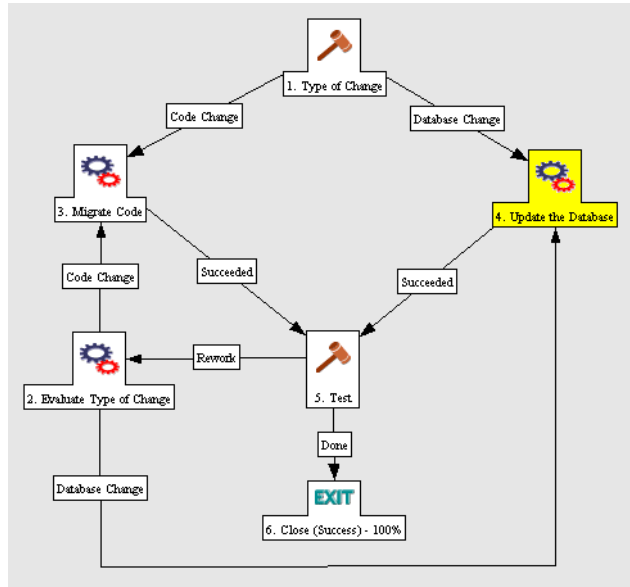 1. Type of Change
Code Change
Database Change
3. Migrate Code
4. Update the Database
Code Change
Succeeded
Succeeded
Rework
2. Evaluate Type of Change
5. Test
Done
Database Change
EXIT
6. Close (Success) - 100%